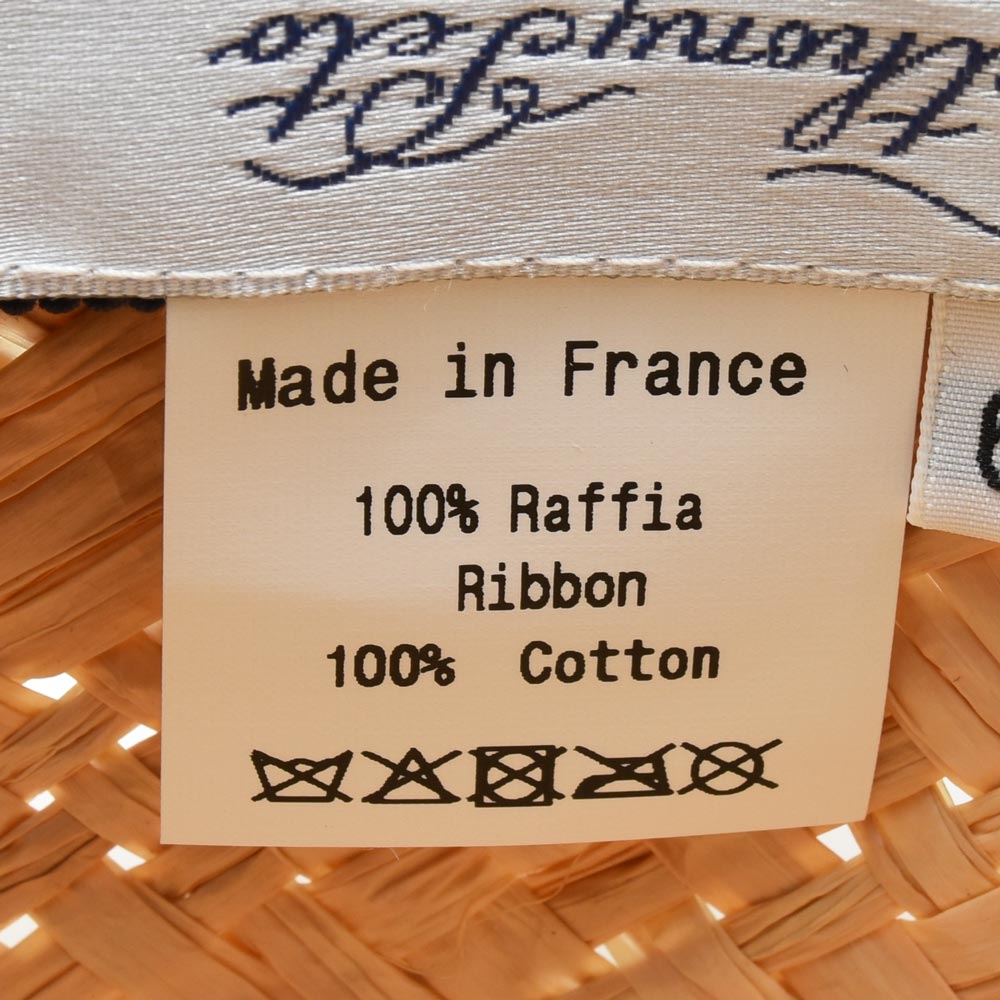 Made in France
100% Raffia
Ribbon
100% Cotton